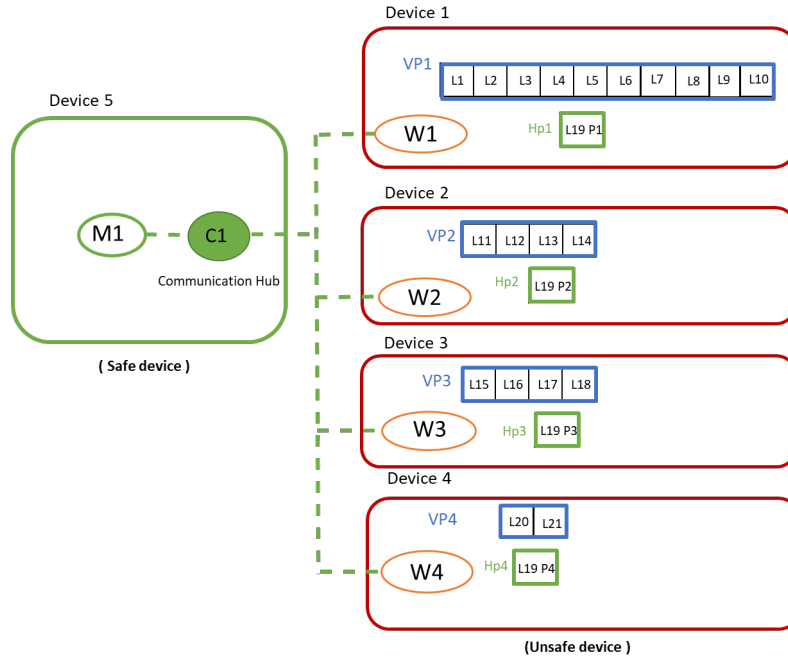 Device 1
VP1
L1 L2 L3 L4 L5 L6 L7 L8 L9 L10
W1
Hp1
L19 P1
Device 5
M1
C1
Communication Hub
( Safe device )
Device 2
VP2
L11 L12 L13 L14
W2
Hp2
L19 P2
Device 3
VP3
L15 L16 L17 L18
W3
Hp3
L19 P3
Device 4
VP4
L20 L21
W4
Hp4
L19 P4
(Unsafe device )